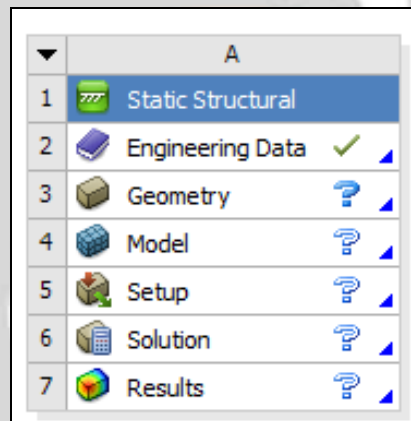 A
1 Static Structural
2 Engineering Data
3 Geometry ?
4 Model ?
5 Setup ?
6 Solution ?
7 Results ?